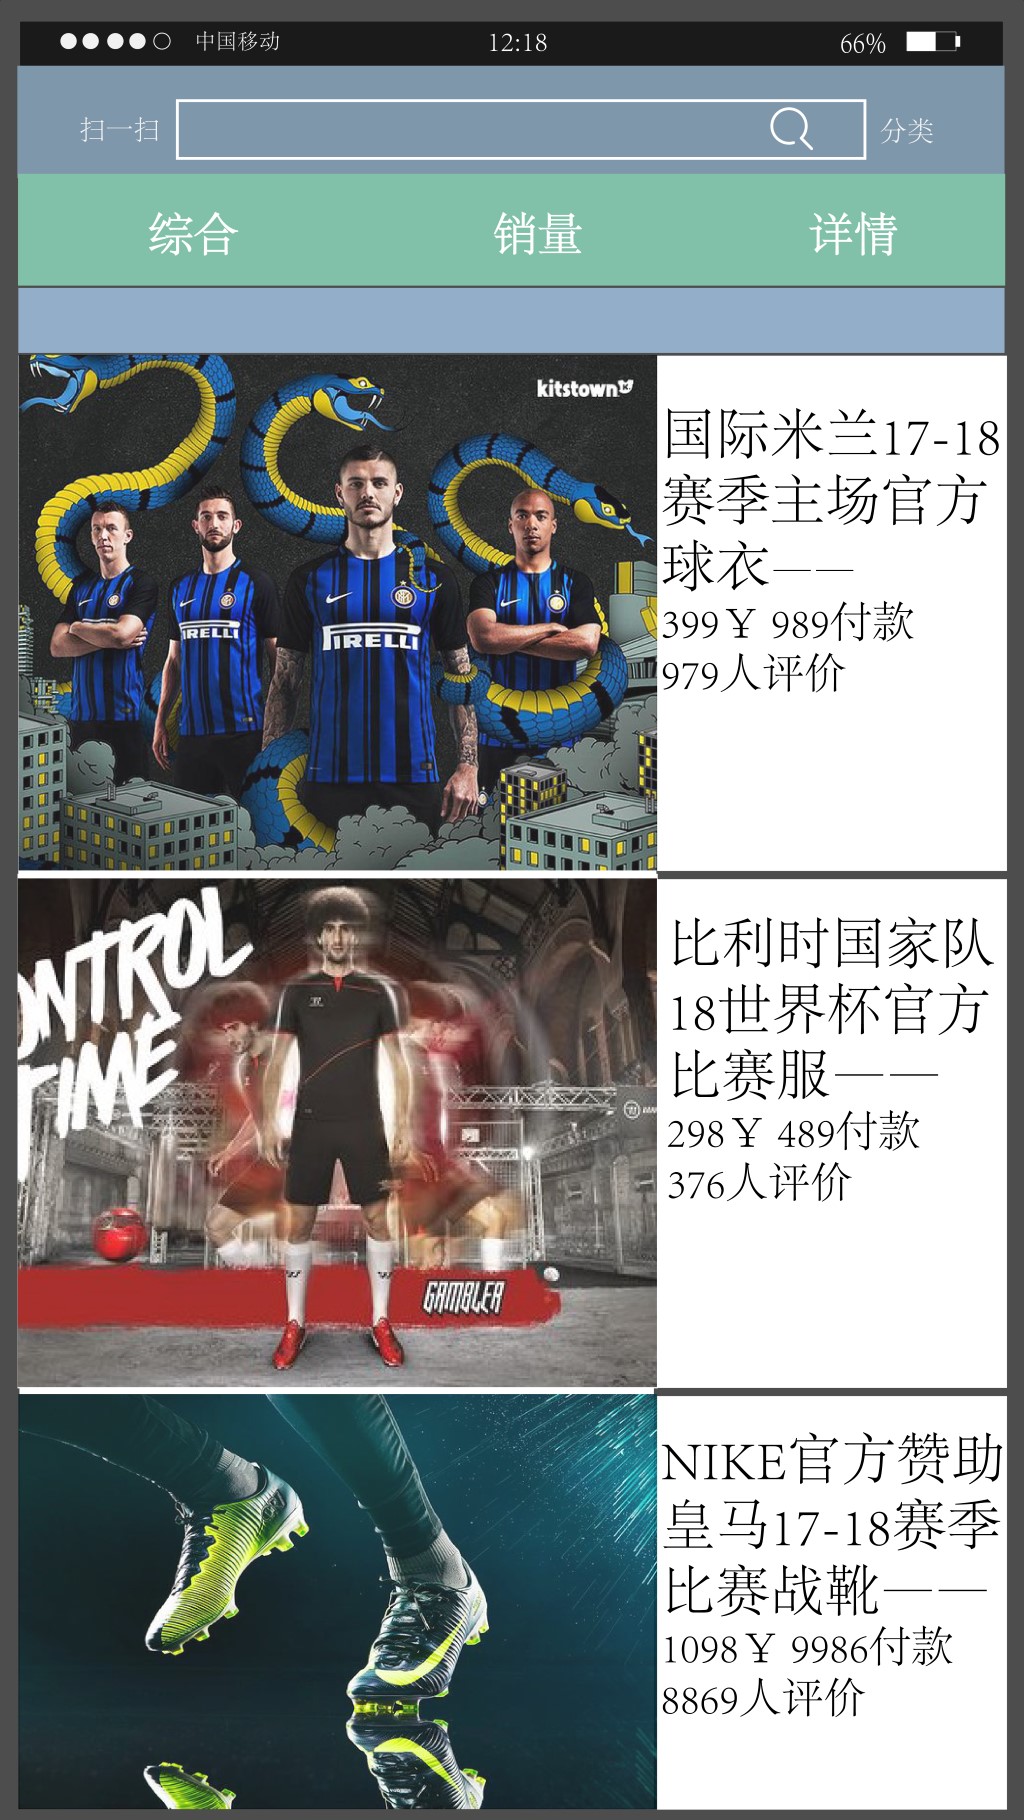 中国移动 12:18 66%
扫一扫 分类
综合 销量 详情
kitstown
国际米兰17-18
赛季主场官方
球衣——
399￥ 989付款
979人评价
PIRELLI
PIRELLI
ONTROL
TIME
GAMBLER
比利时国家队
18世界杯官方
比赛服——
298￥ 489付款
376人评价
NIKE官方赞助
皇马17-18赛季
比赛战靴——
1098￥ 9986付款
8869人评价